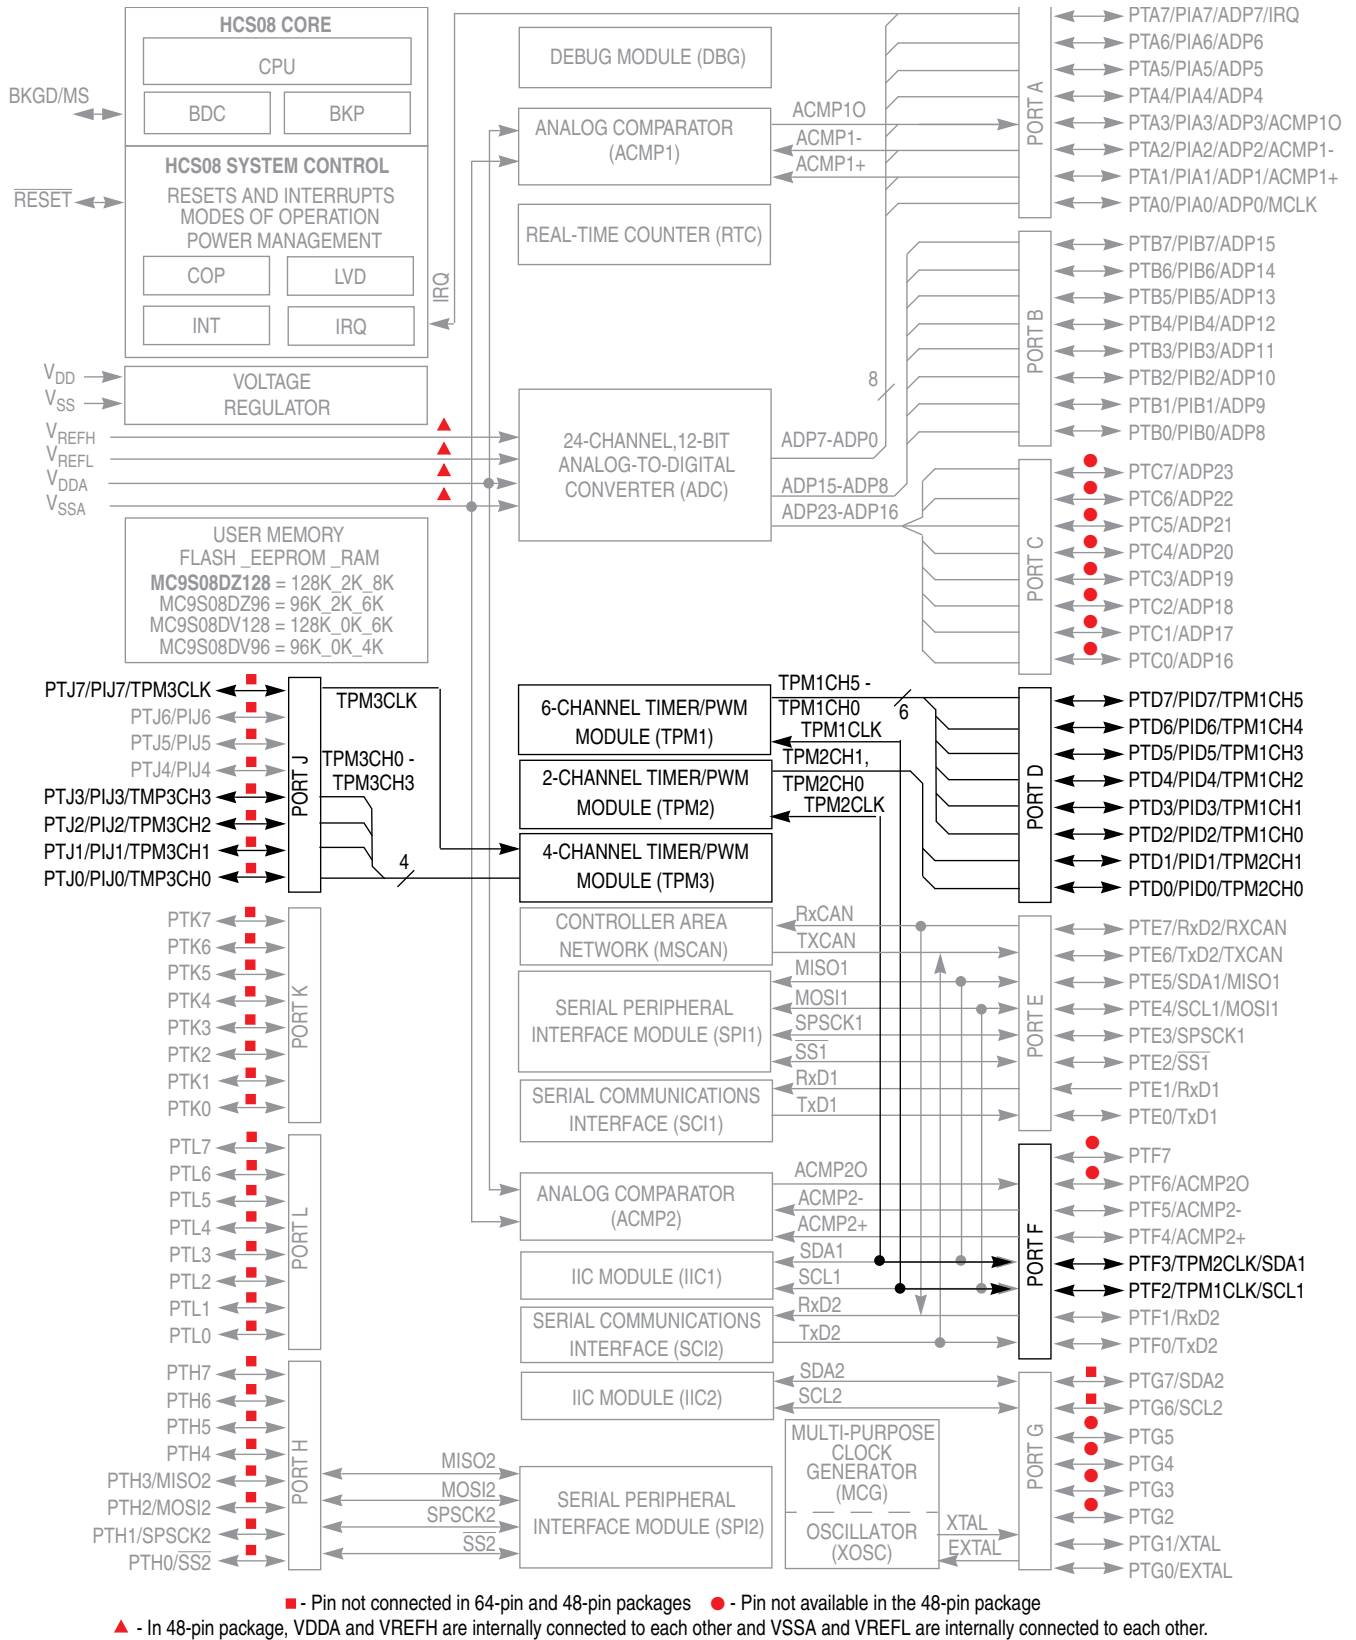 HCS08 CORE
CPU
BDC
BKP
BKGD/MS
HCS08 SYSTEM CONTROL
RESETS AND INTERRUPTS
MODES OF OPERATION
POWER MANAGEMENT
RESET
COP
LVD
INT
IRQ
IRQ
VOLTAGE
REGULATOR
VDD
VSS
VREFH
VREFL
VDDA
VSSA
USER MEMORY
FLASH _EEPROM _RAM
MC9S08DZ128 = 128K_2K_8K
MC9S08DZ96 = 96K_2K_6K
MC9S08DV128 = 128K_0K_6K
MC9S08DV96 = 96K_0K_4K
DEBUG MODULE (DBG)
ANALOG COMPARATOR
(ACMP1)
ACMP1O
ACMP1-
ACMP1+
REAL-TIME COUNTER (RTC)
24-CHANNEL,12-BIT
ANALOG-TO-DIGITAL
CONVERTER (ADC)
8
ADP7-ADP0
ADP15-ADP8
ADP23-ADP16
PORT A
PTA7/PIA7/ADP7/IRQ
PTA6/PIA6/ADP6
PTA5/PIA5/ADP5
PTA4/PIA4/ADP4
PTA3/PIA3/ADP3/ACMP1O
PTA2/PIA2/ADP2/ACMP1-
PTA1/PIA1/ADP1/ACMP1+
PTA0/PIA0/ADP0/MCLK
PORT B
PTB7/PIB7/ADP15
PTB6/PIB6/ADP14
PTB5/PIB5/ADP13
PTB4/PIB4/ADP12
PTB3/PIB3/ADP11
PTB2/PIB2/ADP10
PTB1/PIB1/ADP9
PTB0/PIB0/ADP8
PORT C
PTC7/ADP23
PTC6/ADP22
PTC5/ADP21
PTC4/ADP20
PTC3/ADP19
PTC2/ADP18
PTC1/ADP17
PTC0/ADP16
PTJ7/PIJ7/TPM3CLK
PTJ6/PIJ6
PTJ5/PIJ5
PTJ4/PIJ4
PTJ3/PIJ3/TMP3CH3
PTJ2/PIJ2/TPM3CH2
PTJ1/PIJ1/TPM3CH1
PTJ0/PIJ0/TMP3CH0
PORT J
TPM3CLK
TPM3CH0 -
TPM3CH3
4
6-CHANNEL TIMER/PWM
MODULE (TPM1)
2-CHANNEL TIMER/PWM
MODULE (TPM2)
4-CHANNEL TIMER/PWM
MODULE (TPM3)
TPM1CH5 -
TPM1CH0
6
TPM1CLK
TPM2CH1,
TPM2CH0
TPM2CLK
PORT D
PTD7/PID7/TPM1CH5
PTD6/PID6/TPM1CH4
PTD5/PID5/TPM1CH3
PTD4/PID4/TPM1CH2
PTD3/PID3/TPM1CH1
PTD2/PID2/TPM1CH0
PTD1/PID1/TPM2CH1
PTD0/PID0/TPM2CH0
PTK7
PTK6
PTK5
PTK4
PTK3
PTK2
PTK1
PTK0
PORT K
CONTROLLER AREA
NETWORK (MSCAN)
RxCAN
TXCAN
SERIAL PERIPHERAL
INTERFACE MODULE (SPI1)
MISO1
MOSI1
SPSCK1
SS1
SERIAL COMMUNICATIONS
INTERFACE (SCI1)
RxD1
TxD1
PORT E
PTE7/RxD2/RXCAN
PTE6/TxD2/TXCAN
PTE5/SDA1/MISO1
PTE4/SCL1/MOSI1
PTE3/SPSCK1
PTE2/SS1
PTE1/RxD1
PTE0/TxD1
PTL7
PTL6
PTL5
PTL4
PTL3
PTL2
PTL1
PTL0
PORT L
ANALOG COMPARATOR
(ACMP2)
ACMP2O
ACMP2-
ACMP2+
IIC MODULE (IIC1)
SDA1
SCL1
SERIAL COMMUNICATIONS
INTERFACE (SCI2)
RxD2
TxD2
PORT F
PTF7
PTF6/ACMP2O
PTF5/ACMP2-
PTF4/ACMP2+
PTF3/TPM2CLK/SDA1
PTF2/TPM1CLK/SCL1
PTF1/RxD2
PTF0/TxD2
PTH7
PTH6
PTH5
PTH4
PTH3/MISO2
PTH2/MOSI2
PTH1/SPSCK2
PTH0/SS2
PORT H
MISO2
MOSI2
SPSCK2
SS2
IIC MODULE (IIC2)
SDA2
SCL2
SERIAL PERIPHERAL
INTERFACE MODULE (SPI2)
MULTI-PURPOSE
CLOCK
GENERATOR
(MCG)
OSCILLATOR
(XOSC)
XTAL
EXTAL
PORT G
PTG7/SDA2
PTG6/SCL2
PTG5
PTG4
PTG3
PTG2
PTG1/XTAL
PTG0/EXTAL
- Pin not connected in 64-pin and 48-pin packages
- Pin not available in the 48-pin package
- In 48-pin package, VDDA and VREFH are internally connected to each other and VSSA and VREFL are internally connected to each other.